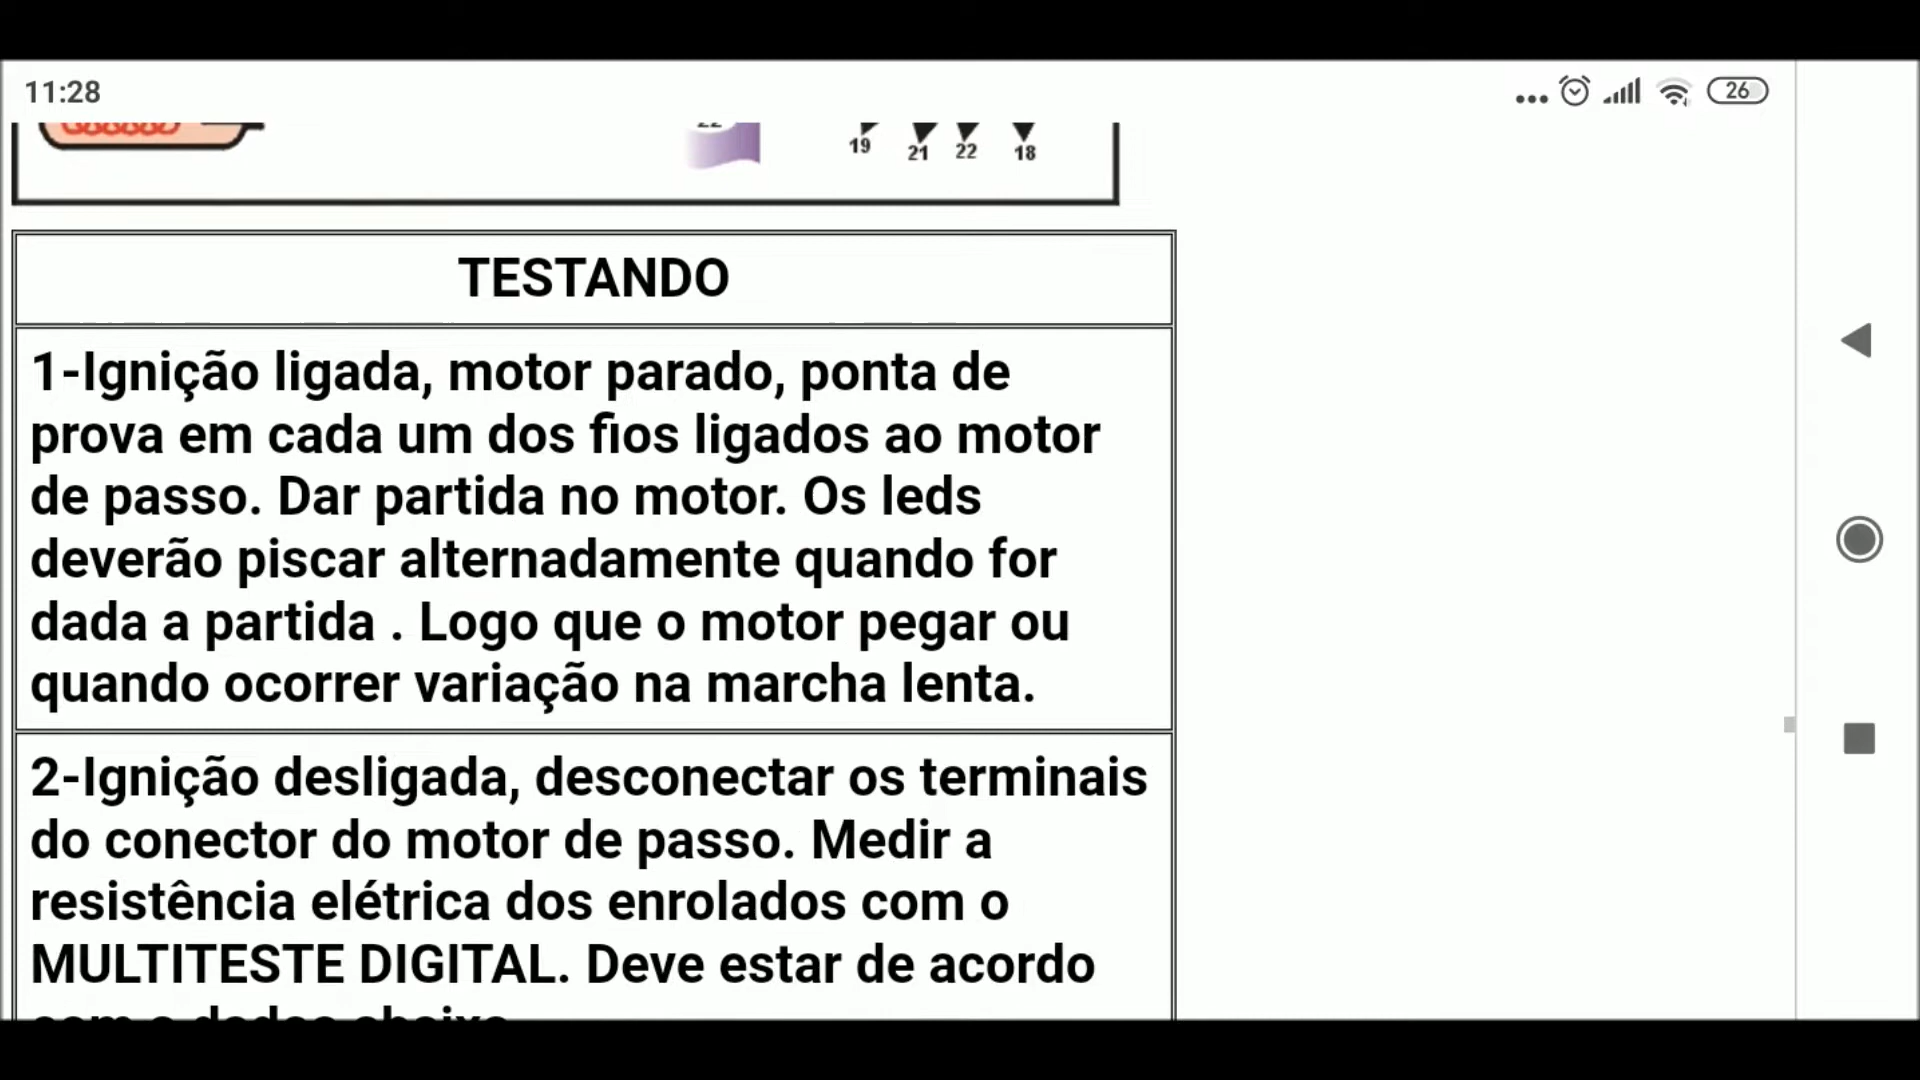 11:28
26
22
19
21
22
18
TESTANDO
1-Ignição ligada, motor parado, ponta de
prova em cada um dos fios ligados ao motor
de passo. Dar partida no motor. Os leds
deverão piscar alternadamente quando for
dada a partida . Logo que o motor pegar ou
quando ocorrer variação na marcha lenta.
2-Ignição desligada, desconectar os terminais
do conector do motor de passo. Medir a
resistência elétrica dos enrolados com o
MULTITESTE DIGITAL. Deve estar de acordo